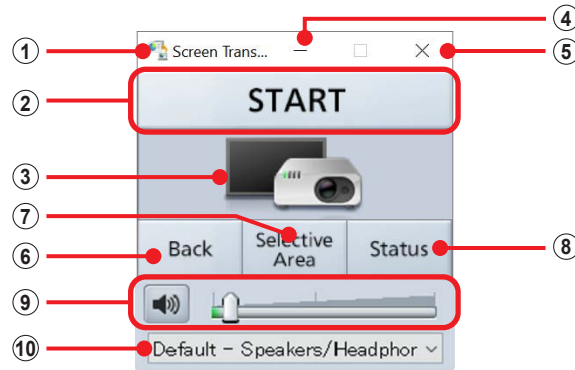 ④
① Screen Trans... ⑤
② START
③
⑦
⑥ Back Selective Area Status ⑧
⑨
⑩ Default - Speakers/Headphor